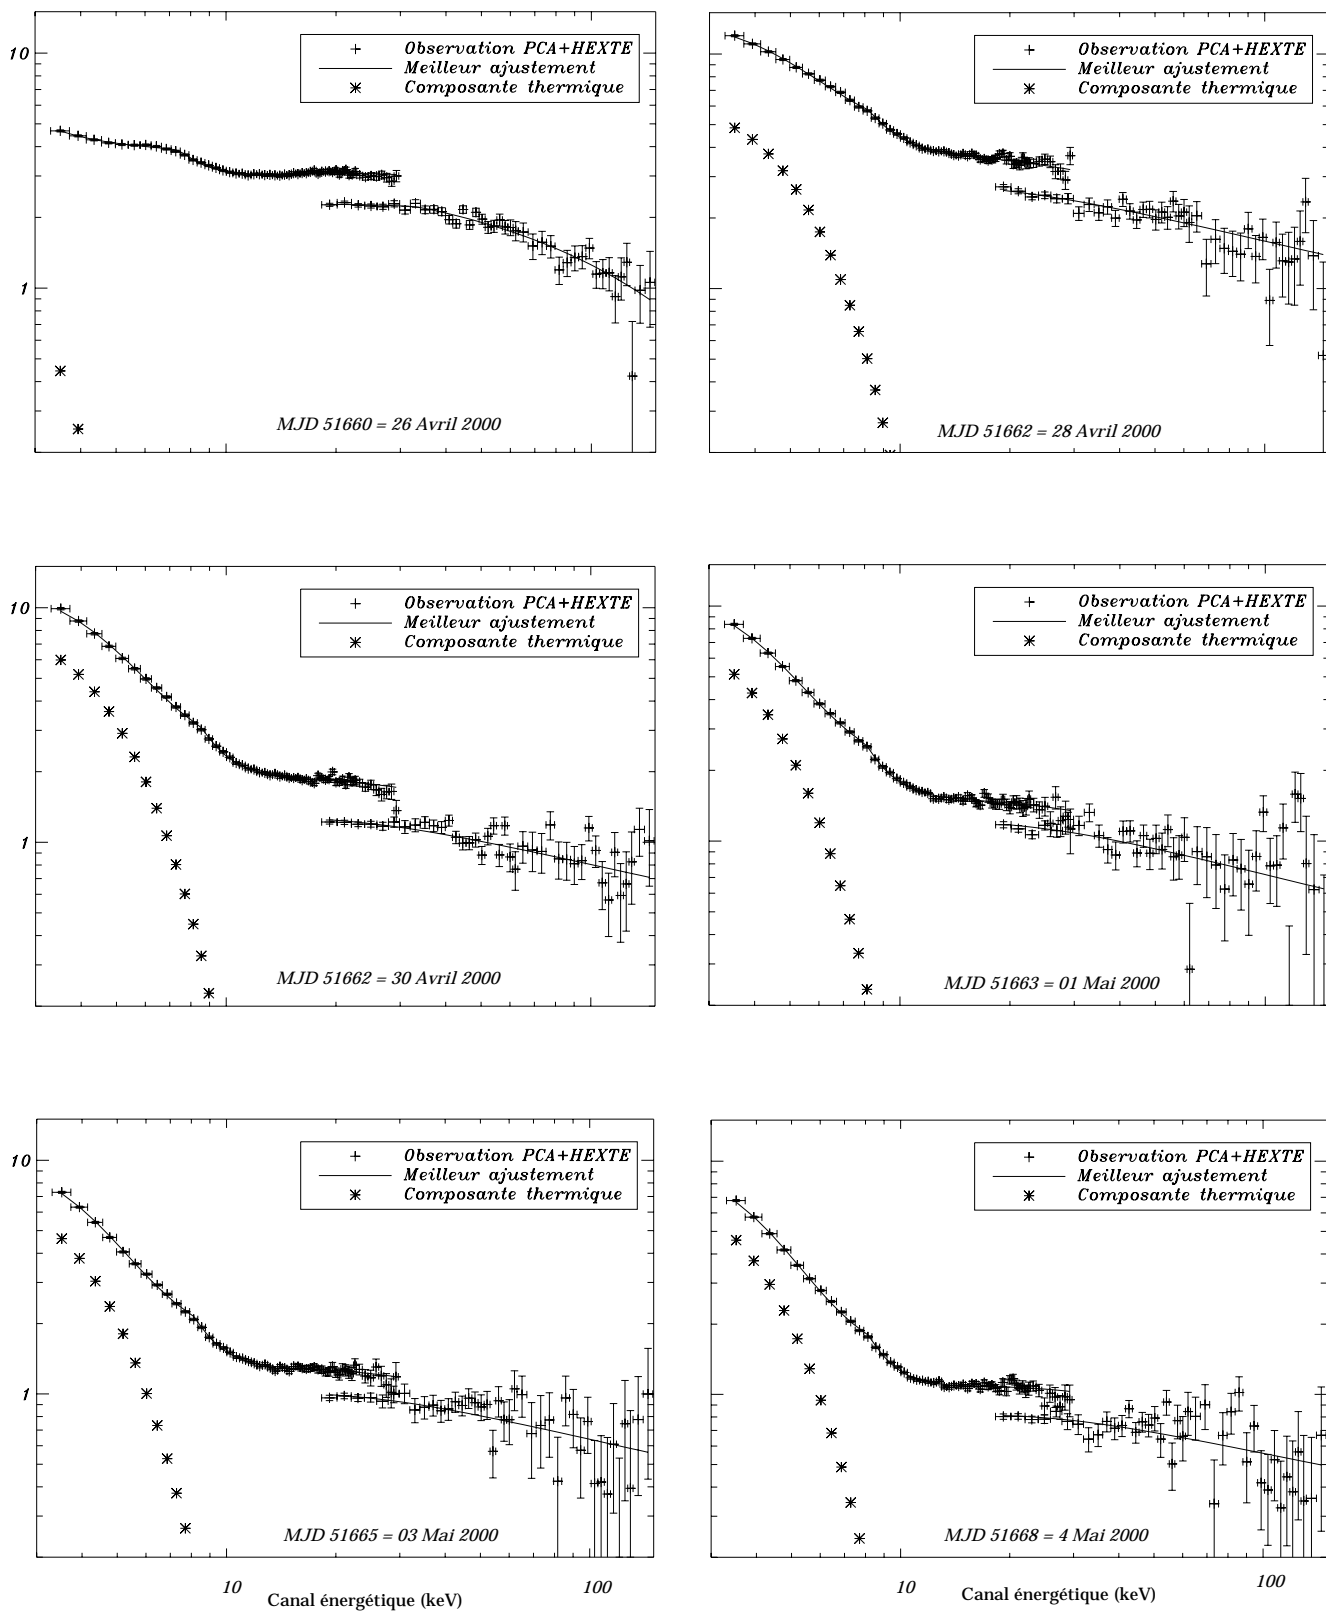 10
1
Observation PCA+HEXTE
Meilleur ajustement
Composante thermique
MJD 51660 = 26 Avril 2000
Observation PCA+HEXTE
Meilleur ajustement
Composante thermique
MJD 51662 = 28 Avril 2000
10
1
Observation PCA+HEXTE
Meilleur ajustement
Composante thermique
MJD 51662 = 30 Avril 2000
Observation PCA+HEXTE
Meilleur ajustement
Composante thermique
MJD 51663 = 01 Mai 2000
10
1
Observation PCA+HEXTE
Meilleur ajustement
Composante thermique
MJD 51665 = 03 Mai 2000
10
100
Canal énergétique (keV)
Observation PCA+HEXTE
Meilleur ajustement
Composante thermique
MJD 51668 = 4 Mai 2000
10
100
Canal énergétique (keV)